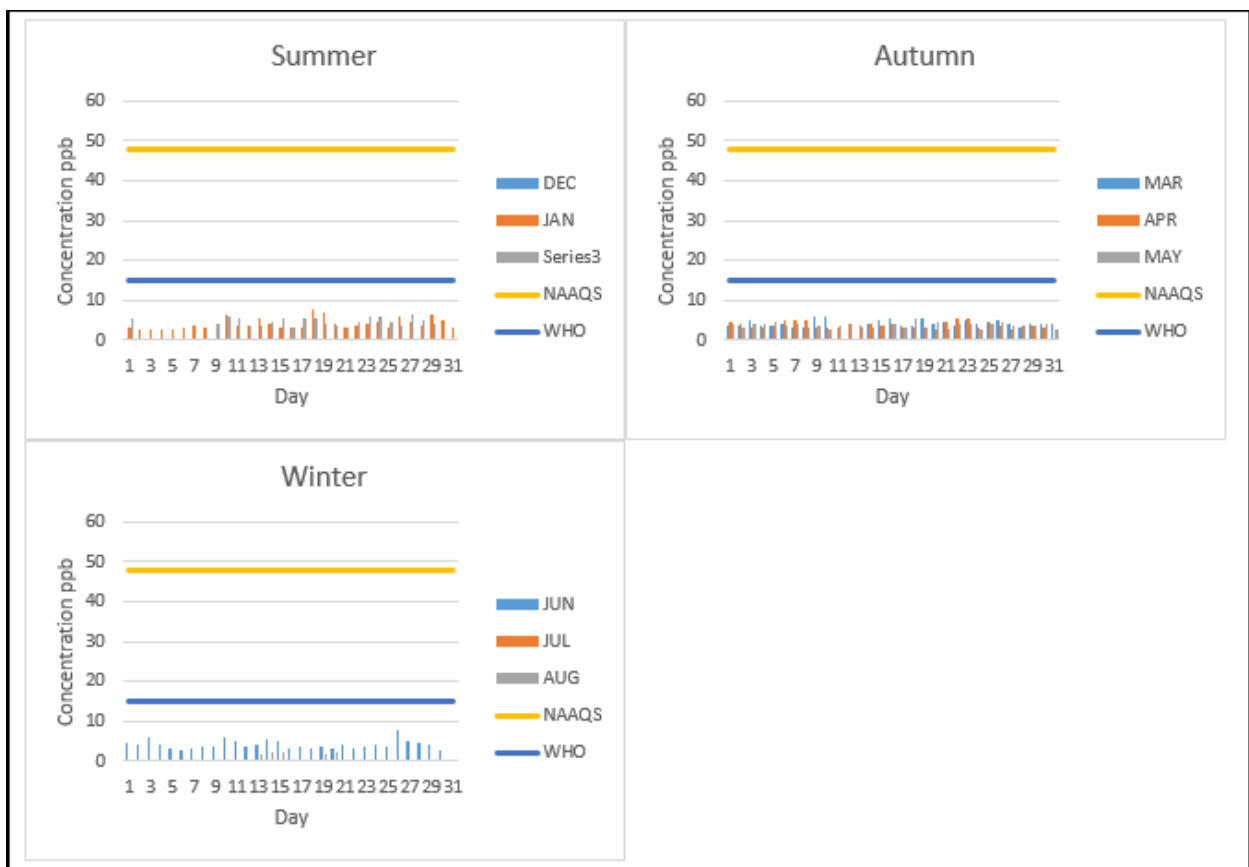 Summer
60
50
40
30
20
10
0
Concentration ppb
1 3 5 7 9 11 13 15 17 19 21 23 25 27 29 31
Day
DEC
JAN
Series3
NAAQS
WHO
Autumn
60
50
40
30
20
10
0
Concentration ppb
1 3 5 7 9 11 13 15 17 19 21 23 25 27 29 31
Day
MAR
APR
MAY
NAAQS
WHO
Winter
60
50
40
30
20
10
0
Concentration ppb
1 3 5 7 9 11 13 15 17 19 21 23 25 27 29 31
Day
JUN
JUL
AUG
NAAQS
WHO